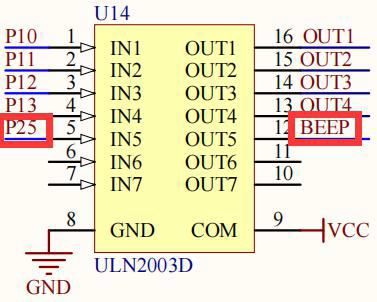 U14
P10 1 IN1 OUT1 16 OUT1
P11 2 IN2 OUT2 15 OUT2
P12 3 IN3 OUT3 14 OUT3
P13 4 IN4 OUT4 13 OUT4
P25 5 IN5 OUT5 12 BEEP
6 IN6 OUT6 11
7 IN7 OUT7 10
8 GND COM 9 VCC
ULN2003D
GND